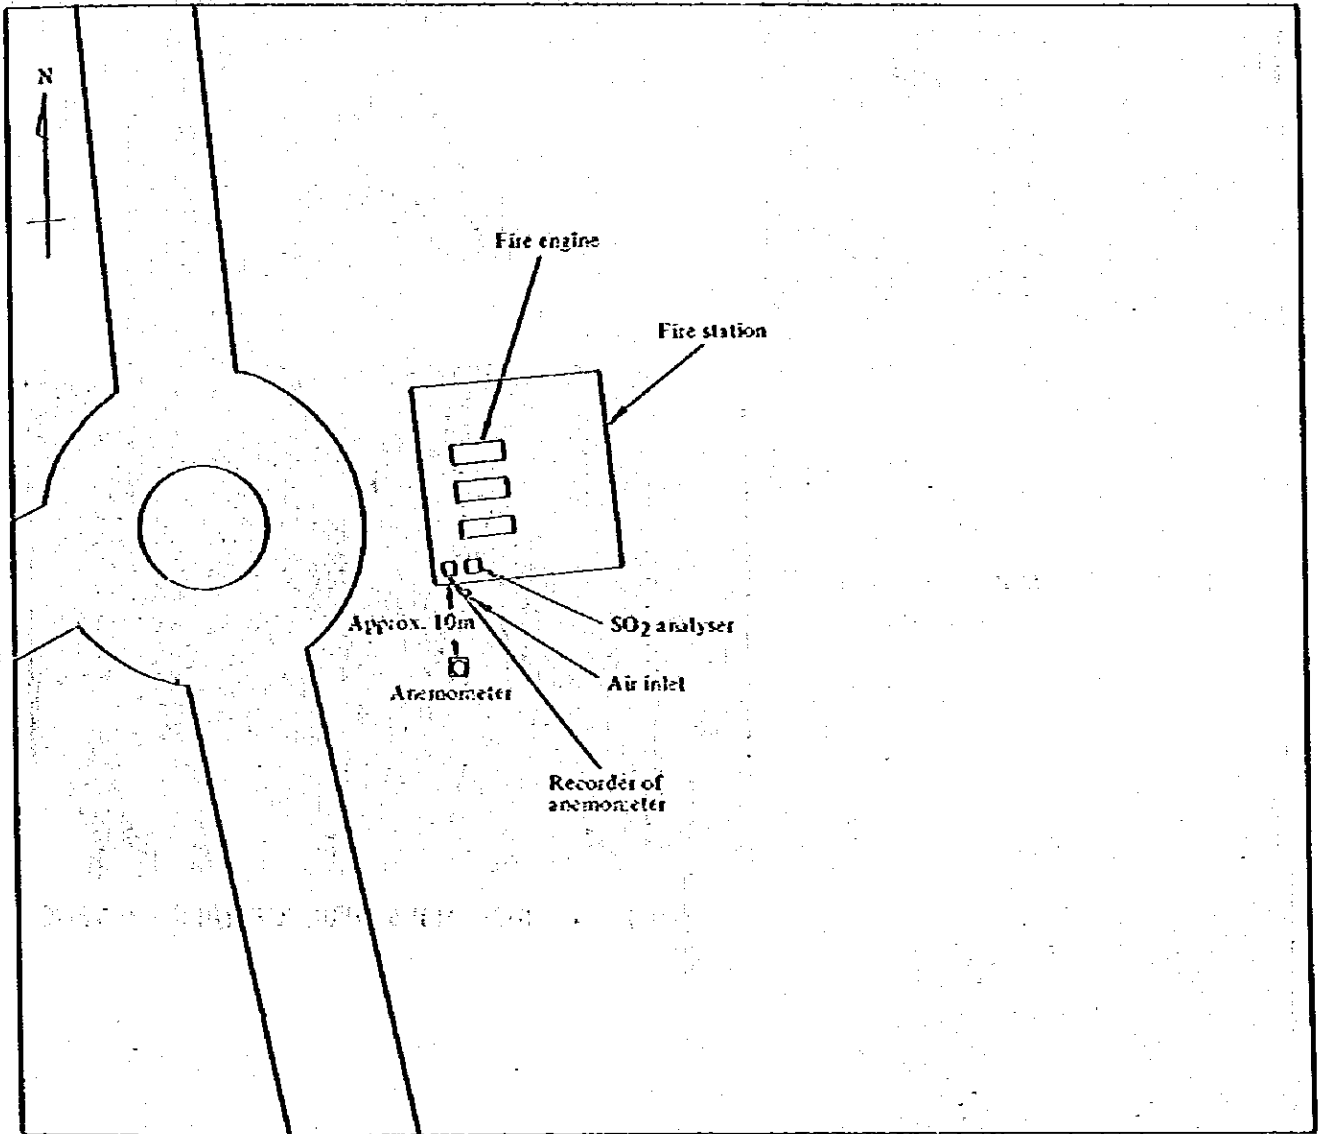 N
Fire engine
Fire station
Approx. 10m
SO2 analyser
Air inlet
Anemometer
Recorder of
anemometer